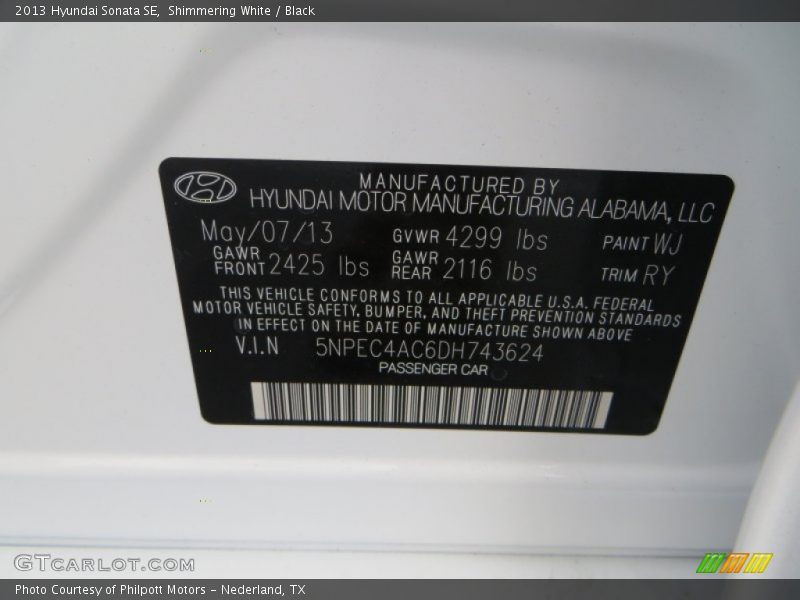 2013 Hyundai Sonata SE, Shimmering White / Black
MANUFACTURED BY
HYUNDAI MOTOR MANUFACTURING ALABAMA, LLC
May/07/13 GVWR 4299 lbs PAINT WJ
GAWR FRONT 2425 lbs GAWR REAR 2116 lbs TRIM RY
THIS VEHICLE CONFORMS TO ALL APPLICABLE U.S.A. FEDERAL
MOTOR VEHICLE SAFETY, BUMPER, AND THEFT PREVENTION STANDARDS
IN EFFECT ON THE DATE OF MANUFACTURE SHOWN ABOVE
V.I.N 5NPEC4AC6DH743624
PASSENGER CAR
GTCARLOT.COM
Photo Courtesy of Philpott Motors - Nederland, TX